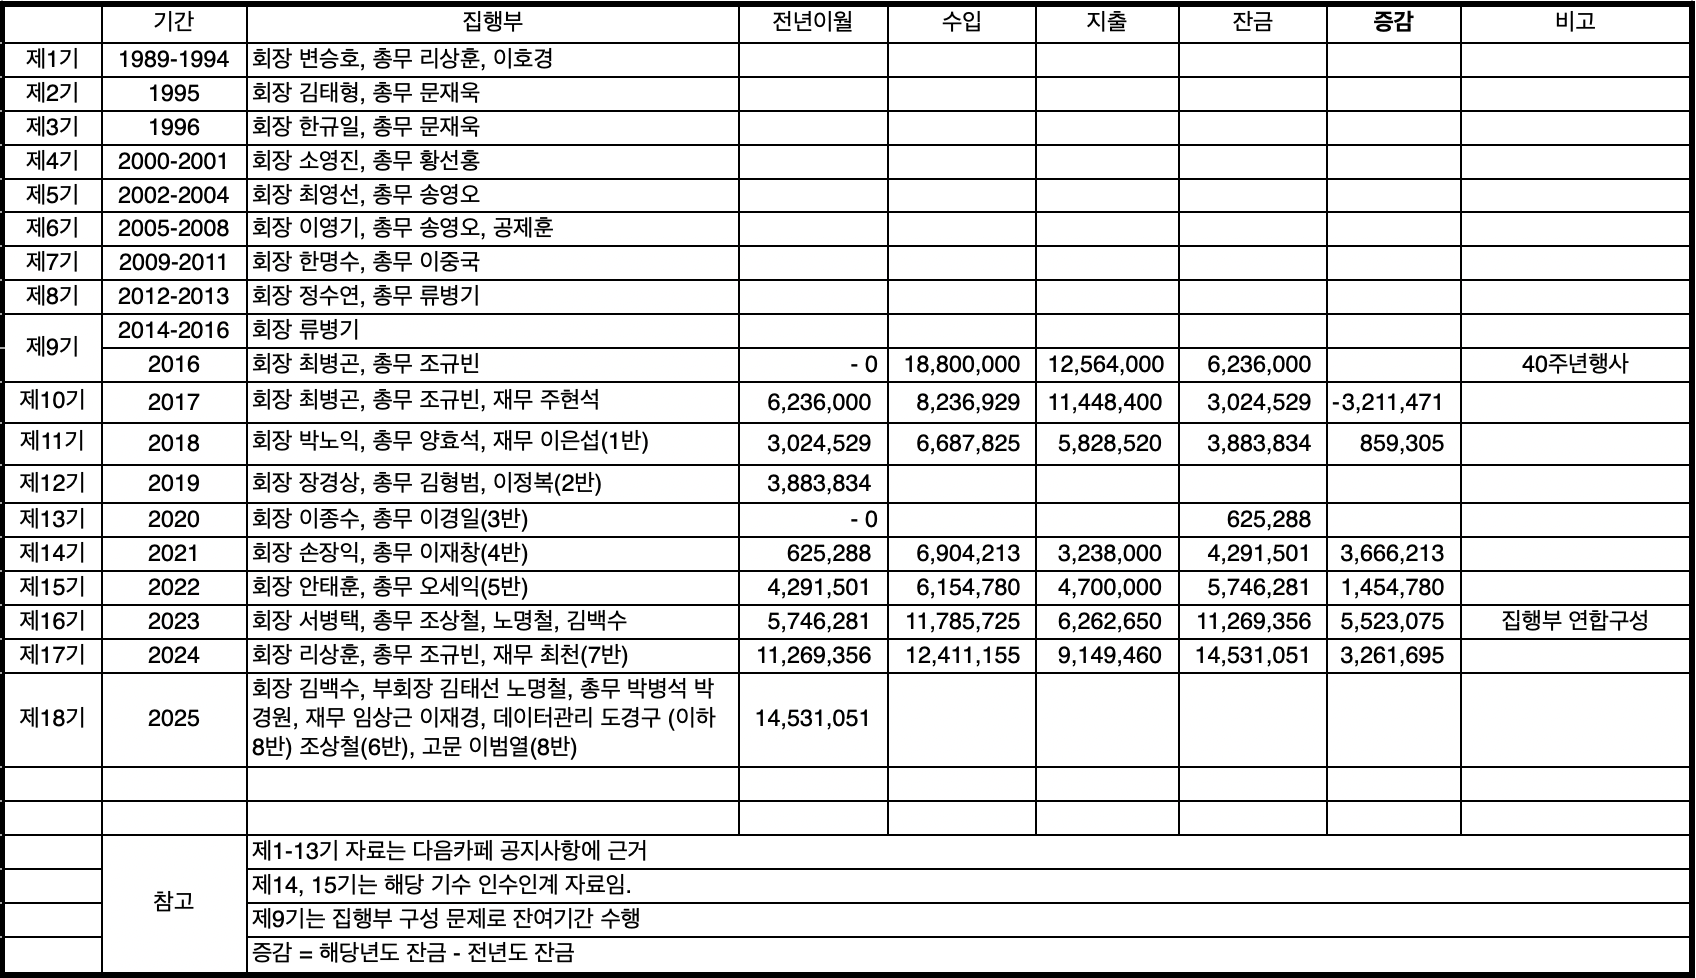 기간 집행부 전년이월 수입 지출 잔금 증감 비고
제1기 1989-1994 회장 변승호, 총무 리상훈, 이호경
제2기 1995 회장 김태형, 총무 문재욱
제3기 1996 회장 한규일, 총무 문재욱
제4기 2000-2001 회장 소영진, 총무 황선홍
제5기 2002-2004 회장 최영선, 총무 송영오
제6기 2005-2008 회장 이영기, 총무 송영오, 공제훈
제7기 2009-2011 회장 한명수, 총무 이중국
제8기 2012-2013 회장 정수연, 총무 류병기
제9기 2014-2016 회장 류병기
2016 회장 최병곤, 총무 조규빈 - 0 18,800,000 12,564,000 6,236,000 40주년행사
제10기 2017 회장 최병곤, 총무 조규빈, 재무 주현석 6,236,000 8,236,929 11,448,400 3,024,529 -3,211,471
제11기 2018 회장 박노익, 총무 양효석, 재무 이은섭(1반) 3,024,529 6,687,825 5,828,520 3,883,834 859,305
제12기 2019 회장 장경상, 총무 김형범, 이정복(2반) 3,883,834
제13기 2020 회장 이종수, 총무 이경일(3반) - 0 625,288
제14기 2021 회장 손장익, 총무 이재창(4반) 625,288 6,904,213 3,238,000 4,291,501 3,666,213
제15기 2022 회장 안태훈, 총무 오세익(5반) 4,291,501 6,154,780 4,700,000 5,746,281 1,454,780
제16기 2023 회장 서병택, 총무 조상철, 노명철, 김백수 5,746,281 11,785,725 6,262,650 11,269,356 5,523,075 집행부 연합구성
제17기 2024 회장 리상훈, 총무 조규빈, 재무 최천(7반) 11,269,356 12,411,155 9,149,460 14,531,051 3,261,695
제18기 2025 회장 김백수, 부회장 김태선 노명철, 총무 박병석 박
경원, 재무 임상근 이재경, 데이터관리 도경구 (이하
8반) 조상철(6반), 고문 이범열(8반) 14,531,051
참고
제1-13기 자료는 다음카페 공지사항에 근거
제14, 15기는 해당 기수 인수인계 자료임.
제9기는 집행부 구성 문제로 잔여기간 수행
증감 = 해당년도 잔금 - 전년도 잔금